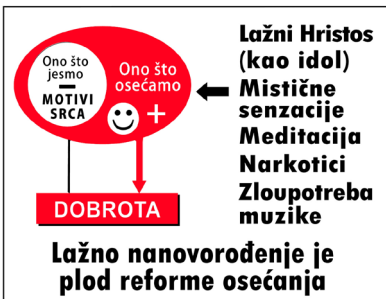 Ono što
jesmo
–
MOTIVI
SRCA
Ono što
osećamo
+
DOBROTA
Lažni Hristos
(kao idol)
Mistične
senzacije
Meditacija
Narkotici
Zloupotreba
muzike
Lažno nanovorođenje je
plod reforme osećanja